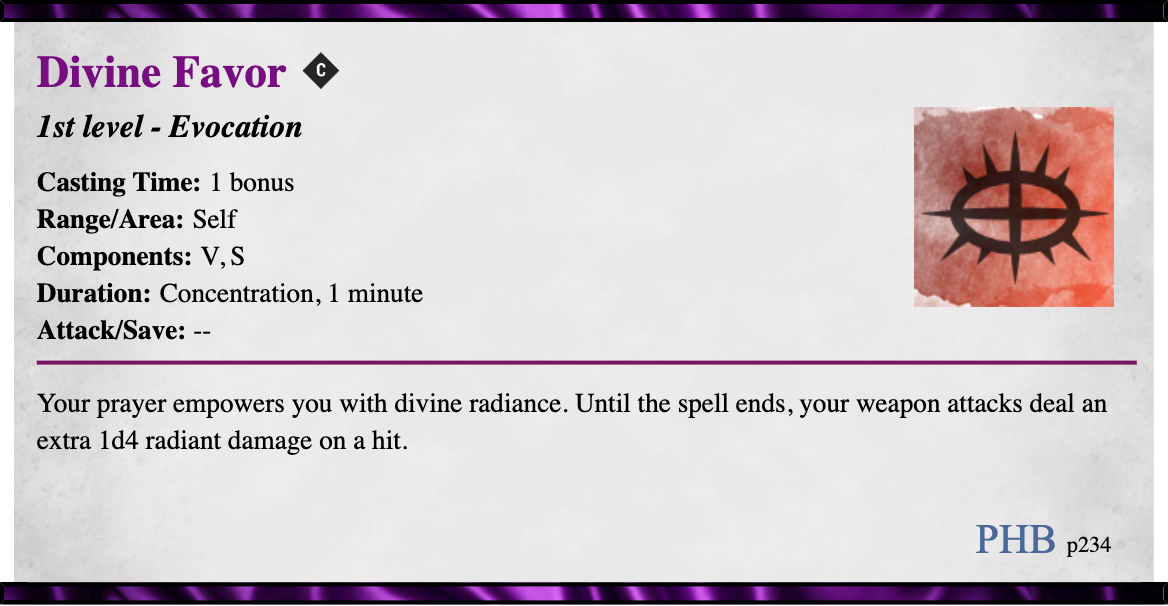 Divine Favor C
1st level - Evocation
Casting Time: 1 bonus
Range/Area: Self
Components: V, S
Duration: Concentration, 1 minute
Attack/Save: --
Your prayer empowers you with divine radiance. Until the spell ends, your weapon attacks deal an
extra 1d4 radiant damage on a hit.
PHB p234